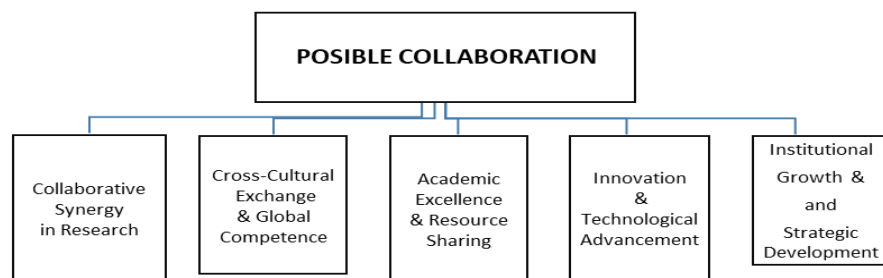 POSIBLE COLLABORATION
Collaborative
Synergy
in Research
Cross-Cultural
Exchange
& Global
Competence
Academic
Excellence
& Resource
Sharing
Innovation
&
Technological
Advancement
Institutional
Growth &
and
Strategic
Development